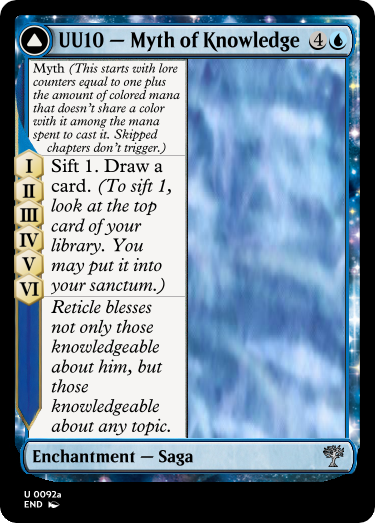 UU10 — Myth of Knowledge 4
Myth (This starts with lore
counters equal to one plus
the amount of colored mana
that doesn't share a color
with it among the mana
spent to cast it. Skipped
chapters don't trigger.)
I
II
III
IV
V
VI
Sift 1. Draw a
card. (To sift 1,
look at the top
card of your
library. You
may put it into
your sanctum.)
Reticle blesses
not only those
knowledgeable
about him, but
those
knowledgeable
about any topic.
Enchantment — Saga
U 0092a
END